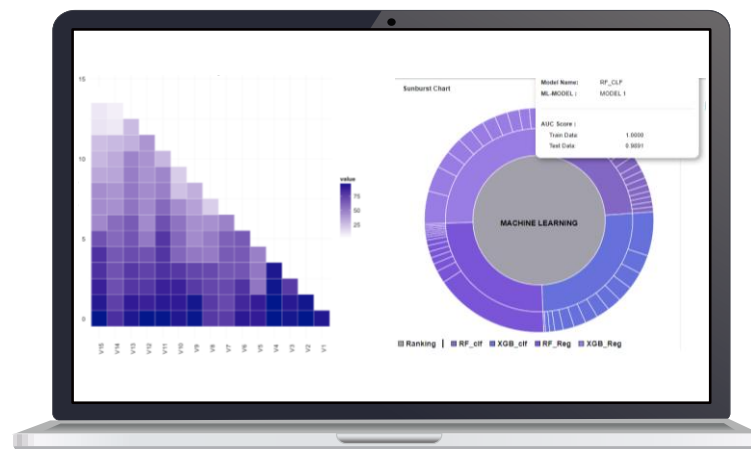 15
10
5
0
V15 V14 V13 V12 V11 V10 V9 V8 V7 V6 V5 V4 V3 V2 V1
value
75
50
25
Sunburst Chart
Model Name: RF_CLF
ML-MODEL : MODEL 1
AUC Score :
Train Data: 1.0000
Test Data: 0.9691
MACHINE LEARNING
Ranking | RF_clf XGB_clf RF_Reg XGB_Reg